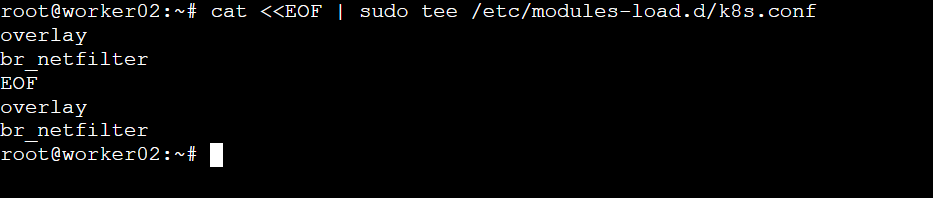 root@worker02:~# cat <<EOF | sudo tee /etc/modules-load.d/k8s.conf
overlay
br_netfilter
EOF
overlay
br_netfilter
root@worker02:~#